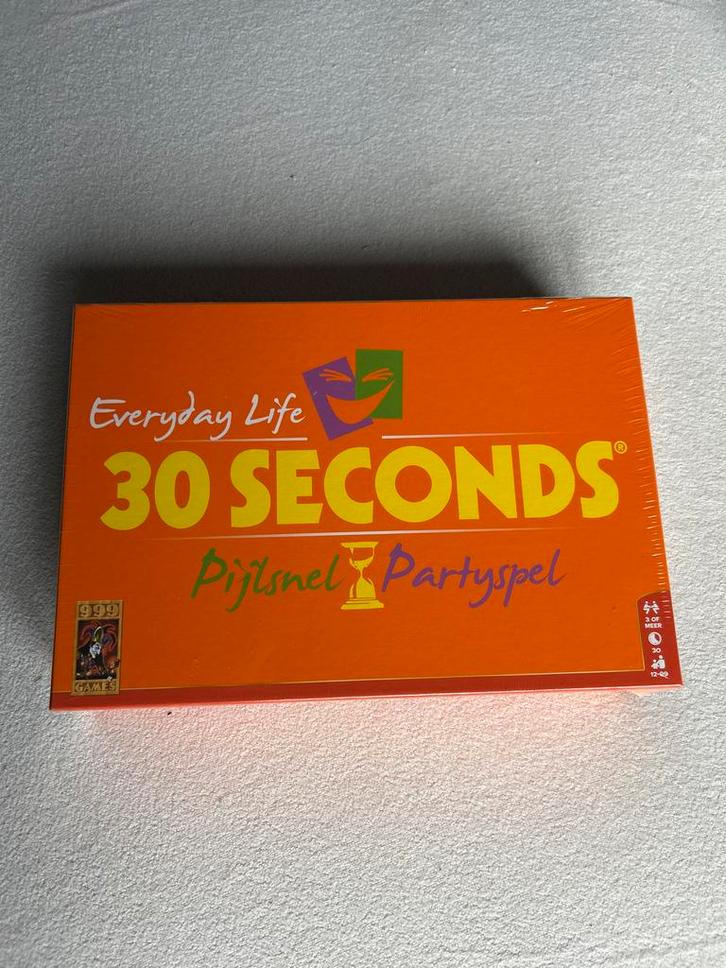 Everyday Life
30 SECONDS®
Pijlsnel Partyspel
999
GAMES
3 OF
MEER
30
12-99